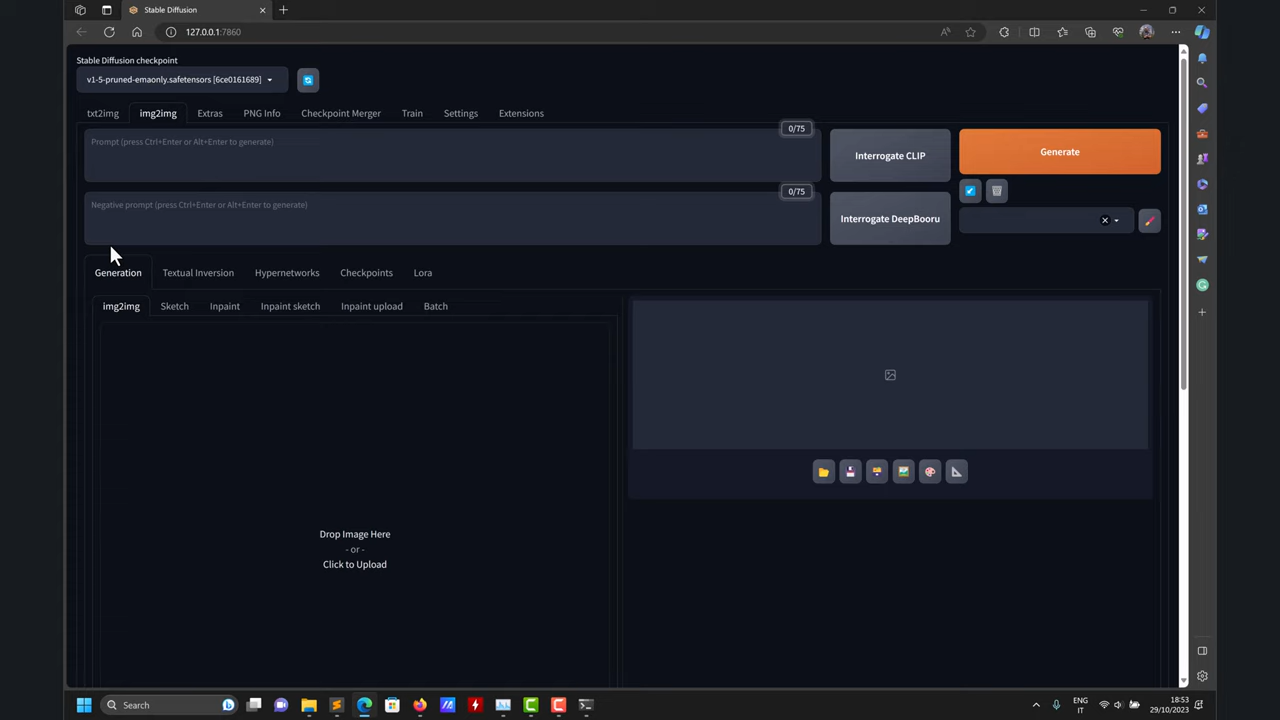 Stable Diffusion
127.0.0.1:7860
Stable Diffusion checkpoint
v1-5-pruned-emaonly.safetensors [6ce0161689]
txt2img img2img Extras PNG Info Checkpoint Merger Train Settings Extensions
0/75
Prompt (press Ctrl+Enter or Alt+Enter to generate)
Interrogate CLIP
Generate
0/75
Negative prompt (press Ctrl+Enter or Alt+Enter to generate)
Interrogate DeepBooru
Generation Textual Inversion Hypernetworks Checkpoints Lora
img2img Sketch Inpaint Inpaint sketch Inpaint upload Batch
Drop Image Here
- or -
Click to Upload
Search
ENG
IT
18:53
29/10/2023